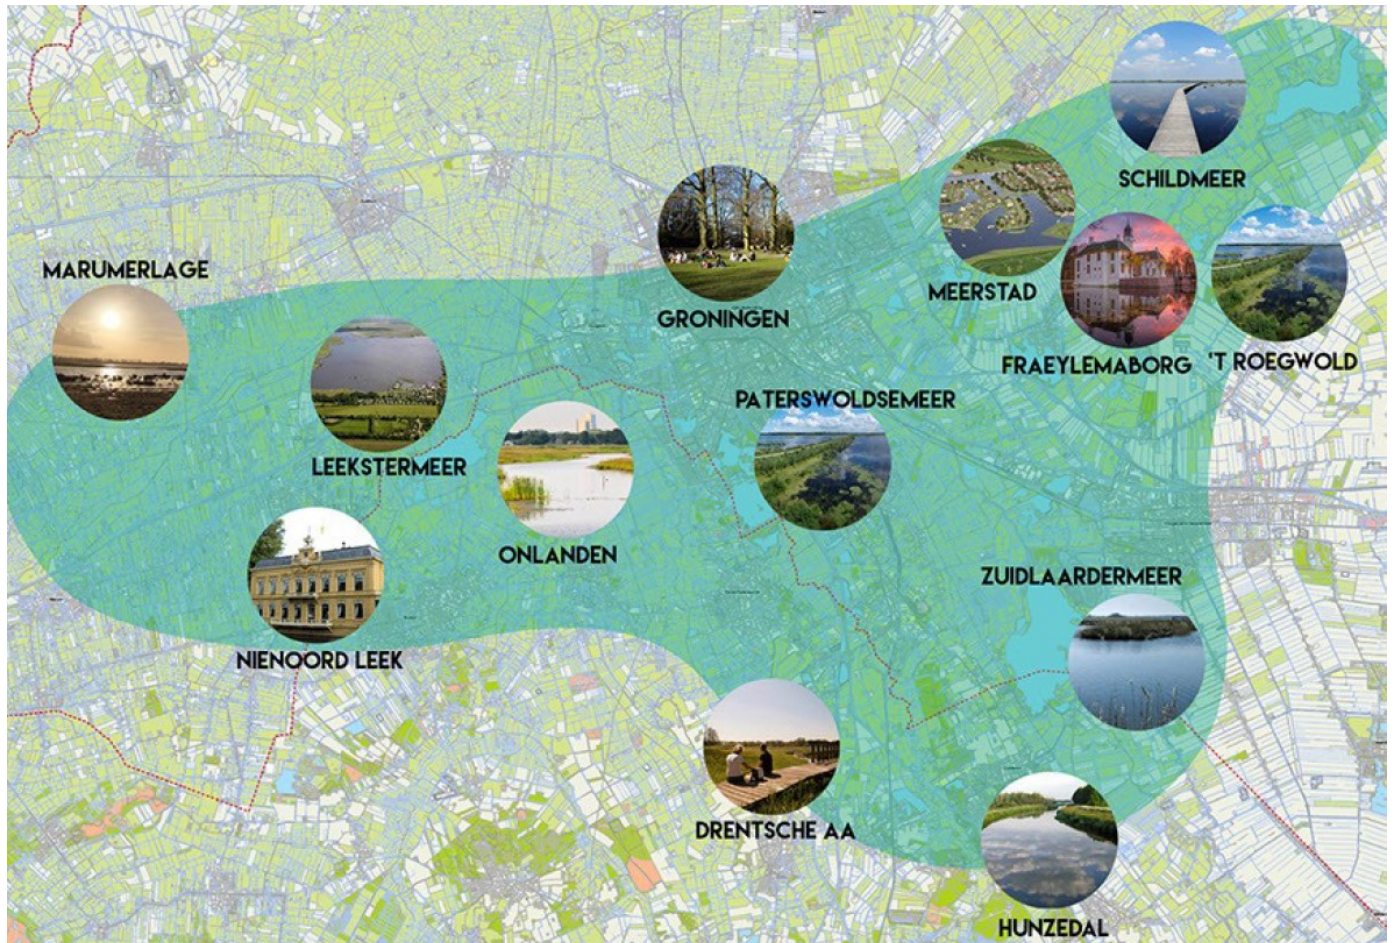 SCHILDMEER
MARUMERLAGE
MEERSTAD
GRONINGEN
FRAEYLEMABORG
'T ROEGWOLD
PATERSWOLDSEMEER
LEEKSTERMEER
ONLANDEN
ZUIDLAARDERMEER
NIENOORD LEEK
DRENTSCHE AA
HUNZEDAL